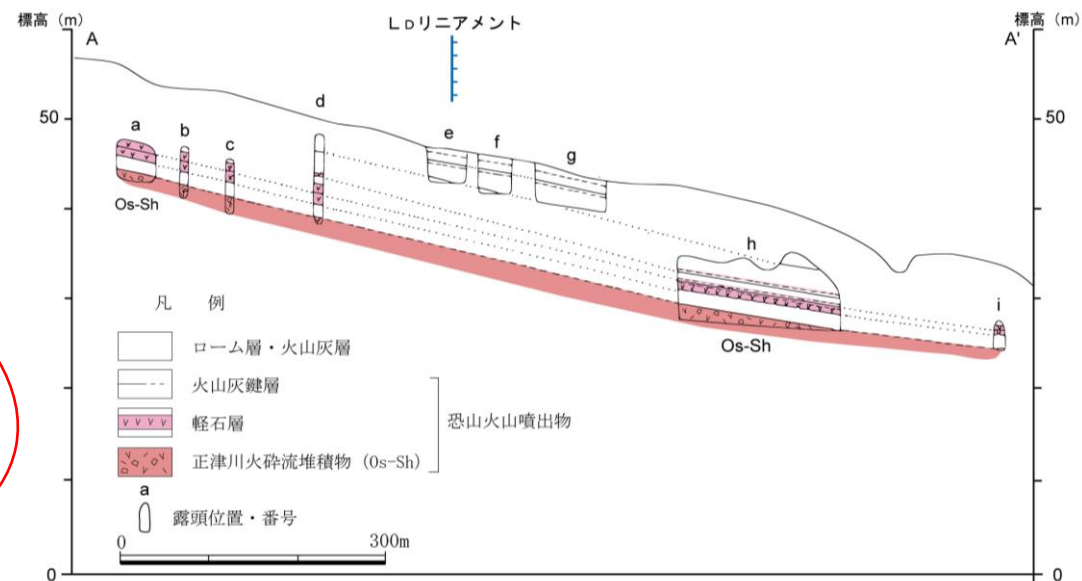 標高（m）
LDリニアメント
標高（m）
A
A'
50
50
a
b
c
d
e
f
g
h
i
Os-Sh
Os-Sh
凡 例
ローム層・火山灰層
火山灰鍵層
軽石層
恐山火山噴出物
正津川火砕流堆積物（Os-Sh）
a
露頭位置・番号
0
300m
0
0